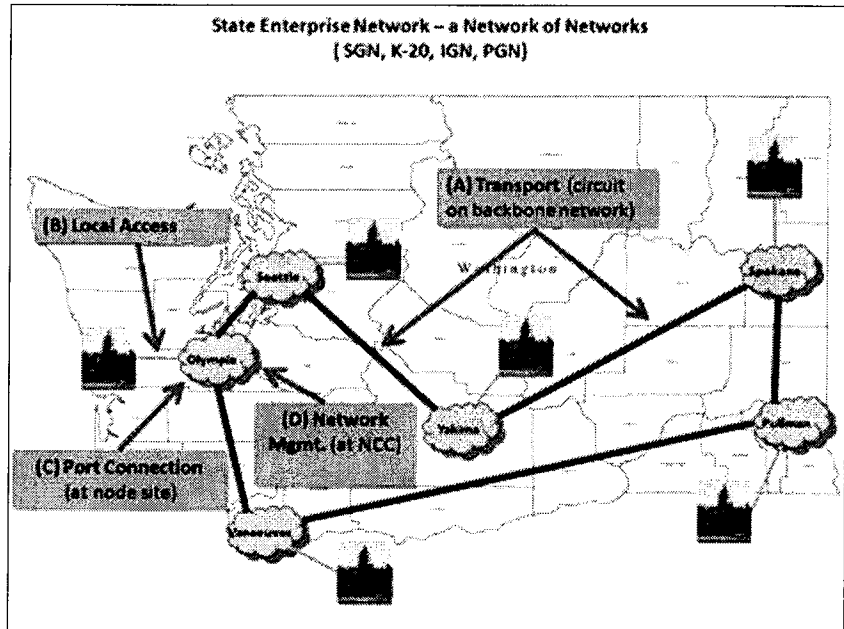 State Enterprise Network – a Network of Networks
( SGN, K-20, IGN, PGN)
(A) Transport (circuit
on backbone network)
(B) Local Access
Seattle
Washington
Spokane
Olympia
(D) Network
Mgmt. (at NCC)
Yakima
Pullman
(C) Port Connection
(at node site)
Vancouver